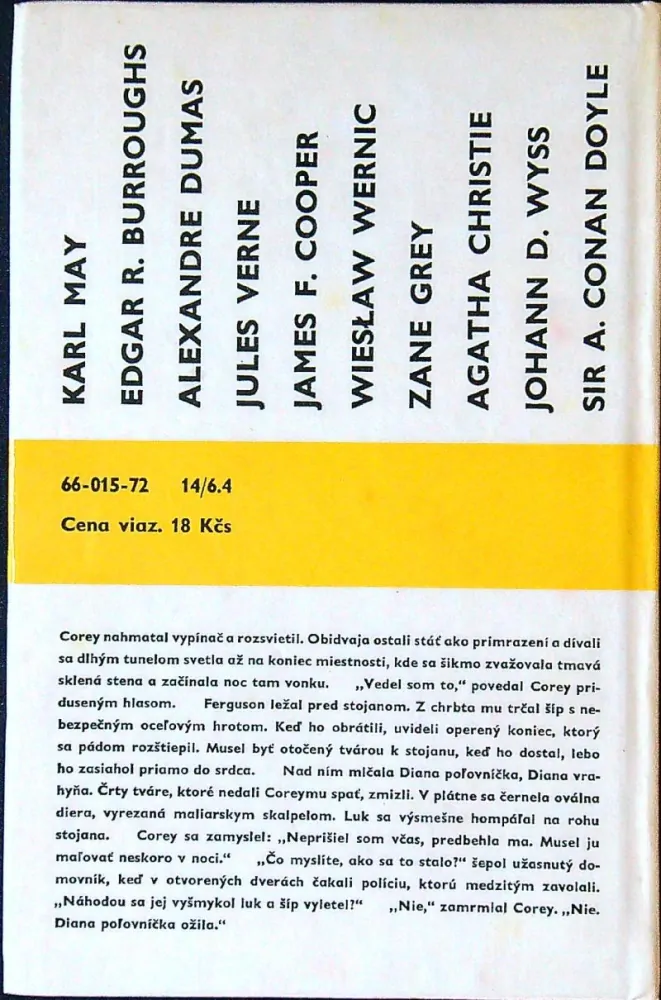 KARL MAY
EDGAR R. BURROUGHS
ALEXANDRE DUMAS
JULES VERNE
JAMES F. COOPER
WIESŁAW WERNIC
ZANE GREY
AGATHA CHRISTIE
JOHANN D. WYSS
SIR A. CONAN DOYLE
66-015-72 14/6.4
Cena viaz. 18 Kčs
Corey nahmatal vypínač a rozsvietil. Obidvaja ostali stáť ako primrazení a dívali
sa dlhým tunelom svetla až na koniec miestnosti, kde sa šikmo zvažovala tmavá
sklená stena a začínala noc tam vonku. „Vedel som to,“ povedal Corey pri-
duseným hlasom. Ferguson ležal pred stojanom. Z chrbta mu trčal šíp s ne-
bezpečným oceľovým hrotom. Keď ho obrátili, uvideli operený koniec, ktorý
sa pádom rozštiepil. Musel byť otočený tvárou k stojanu, keď ho dostal, lebo
ho zasiahol priamo do srdca. Nad ním mlčala Diana poľovníčka, Diana vra-
hyňa. Črty tváre, ktoré nedali Coreymu spať, zmizli. V plátne sa černela oválna
diera, vyrezaná maliarskym skalpelom. Luk sa výsmešne hompáľal na rohu
stojana. Corey sa zamyslel: „Neprišiel som včas, predbehla ma. Musel ju
maľovať neskoro v noci.“ „Čo myslíte, ako sa to stalo?“ šepol užasnutý do-
movník, keď v otvorených dverách čakali políciu, ktorú medzitým zavolali.
„Náhodou sa jej vyšmykol luk a šíp vyletel?“ „Nie,“ zamrmlal Corey. „Nie.
Diana poľovníčka ožila.“